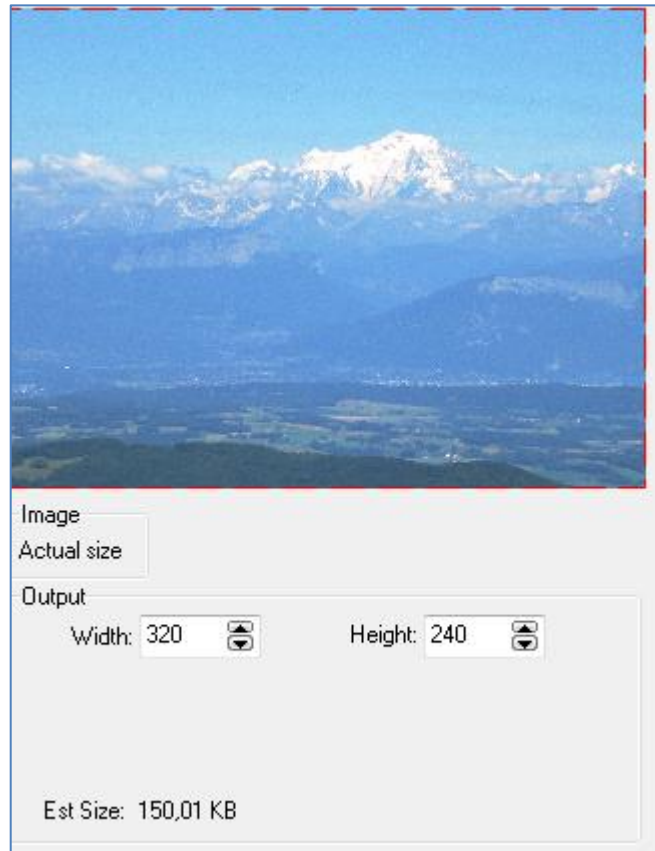 Image
Actual size
Output
Width: 320 Height: 240
Est Size: 150,01 KB